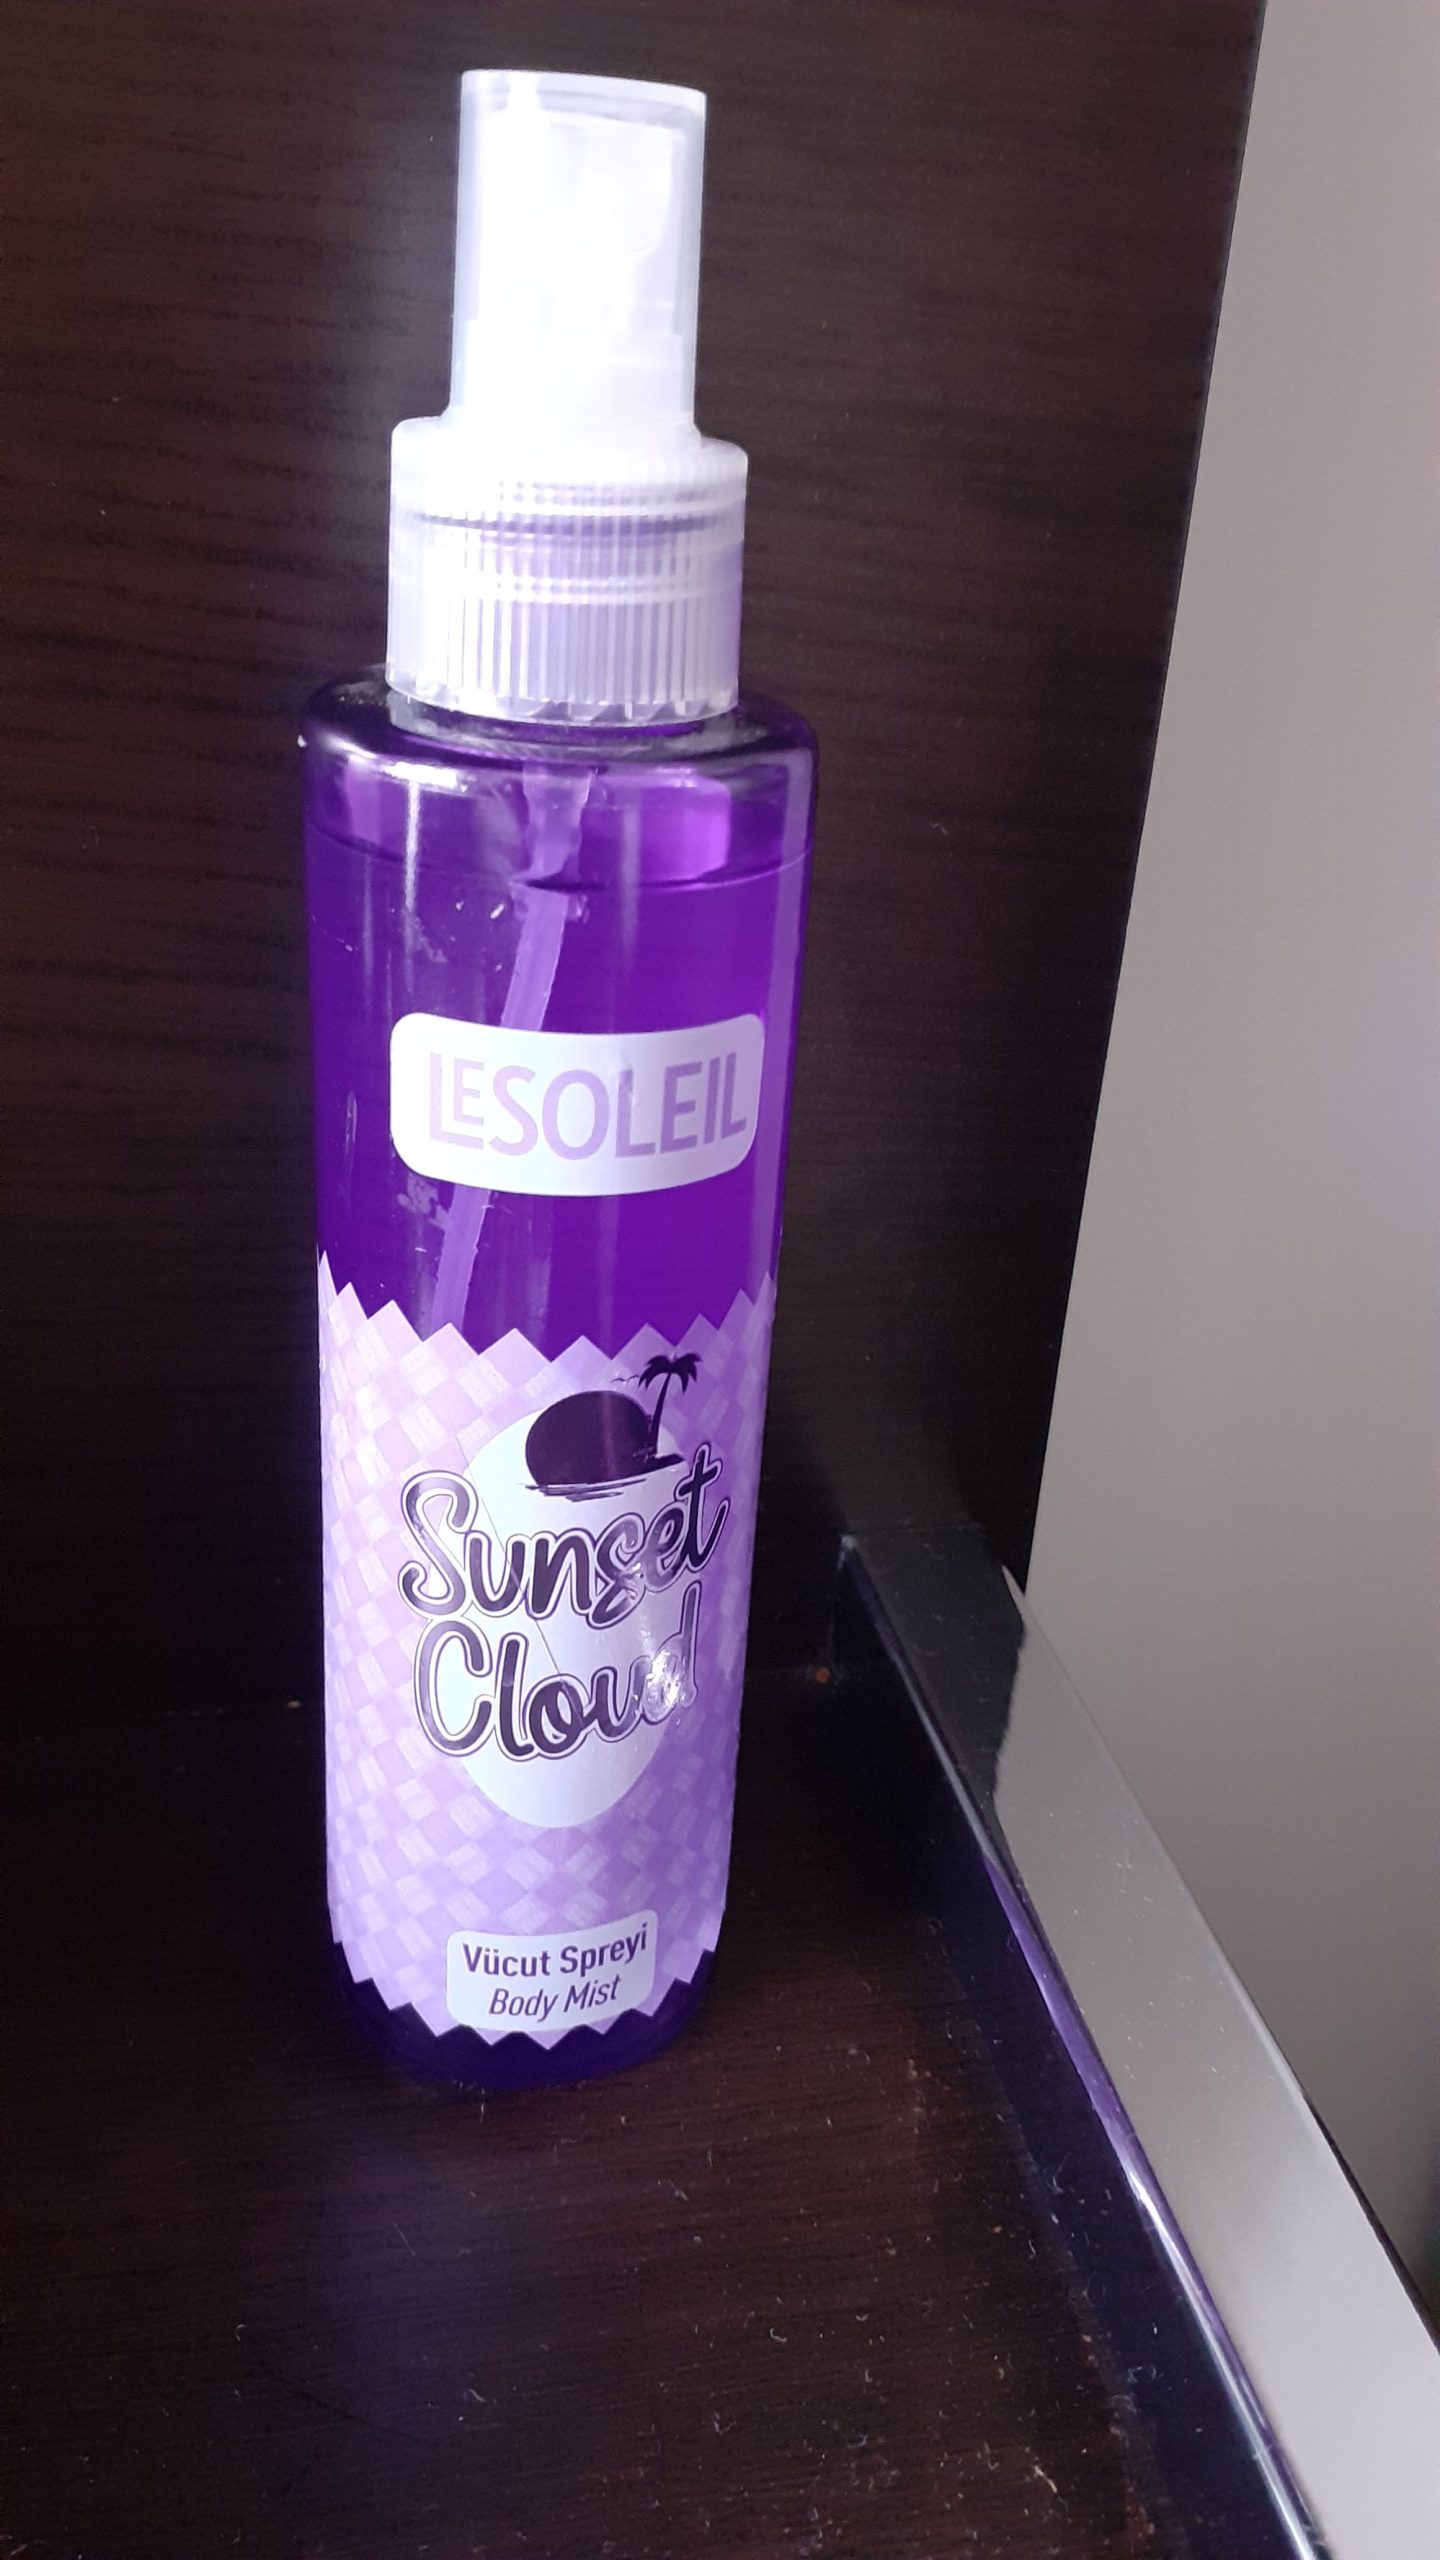 LESOLEIL
Sunset
Cloud
Vücut Spreyi
Body Mist